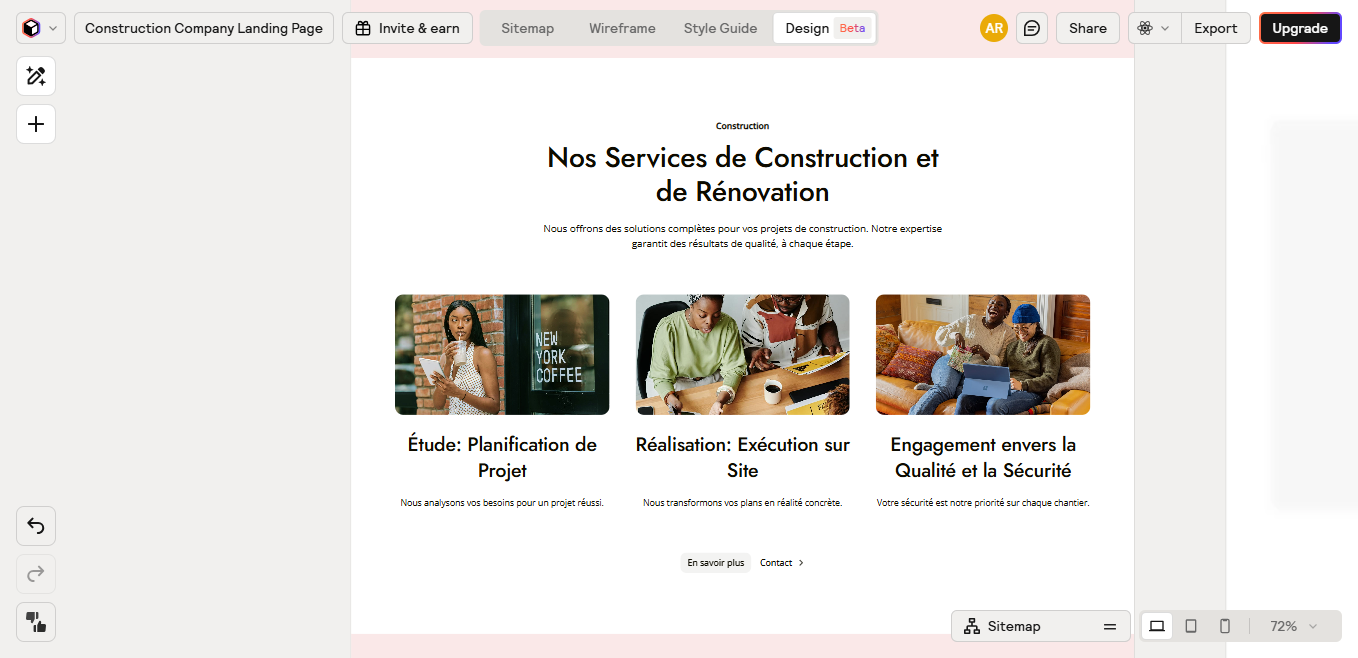 Construction Company Landing Page
Invite & earn
Sitemap
Wireframe
Style Guide
Design Beta
AR
Share
Export
Upgrade
Construction
Nos Services de Construction et
de Rénovation
Nous offrons des solutions complètes pour vos projets de construction. Notre expertise
garantit des résultats de qualité, à chaque étape.
NEW
YORK
COFFEE
Étude: Planification de
Projet
Nous analysons vos besoins pour un projet réussi.
Réalisation: Exécution sur
Site
Nous transformons vos plans en réalité concrète.
Engagement envers la
Qualité et la Sécurité
Votre sécurité est notre priorité sur chaque chantier.
En savoir plus
Contact
Sitemap
72%